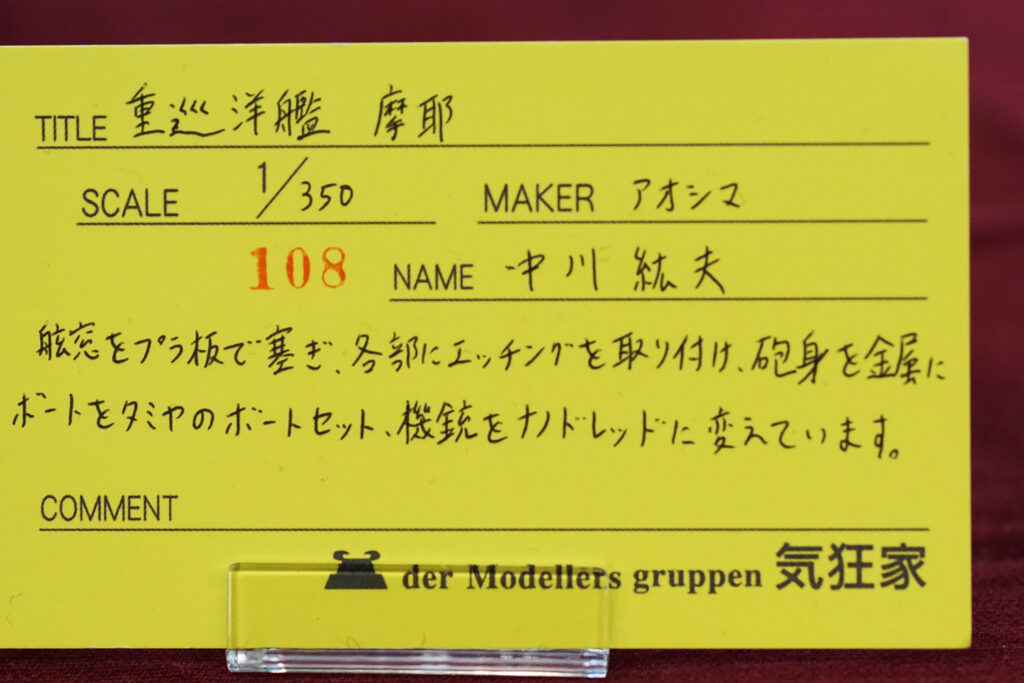 TITLE 重巡洋艦 摩耶
SCALE 1/350 MAKER アオシマ
108 NAME 中川 紘夫
舷窓をプラ板で塞ぎ、各部にエッチングを取り付け、砲身を金属に
ボートをタミヤのボートセット、機銃をナノドレッドに変えています。
COMMENT
der Modellers gruppen 気狂家